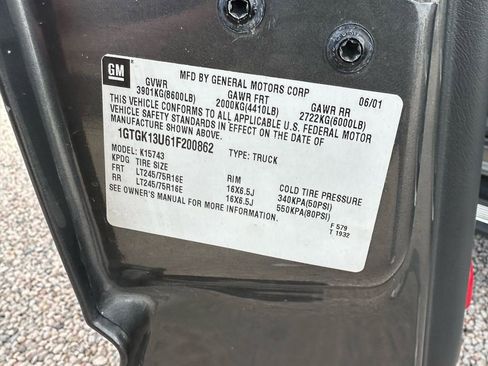 GM
MFD BY GENERAL MOTORS CORP 06/01
GVWR GAWR FRT GAWR RR
3901KG(8600LB) 2000KG(4410LB) 2722KG(6000LB)
THIS VEHICLE CONFORMS TO ALL APPLICABLE U.S. FEDERAL MOTOR
VEHICLE SAFETY STANDARDS IN EFFECT ON THE DATE OF
MANUFACTURE SHOWN ABOVE.
1GTGK13U61F200862 TYPE: TRUCK
MODEL: K15743
KPDG TIRE SIZE RIM COLD TIRE PRESSURE
FRT LT245/75R16E 16X6.5J 340KPA(50PSI)
RR LT245/75R16E 16X6.5J 550KPA(80PSI)
SEE OWNER'S MANUAL FOR MORE INFORMATION.
F 579
T 1932